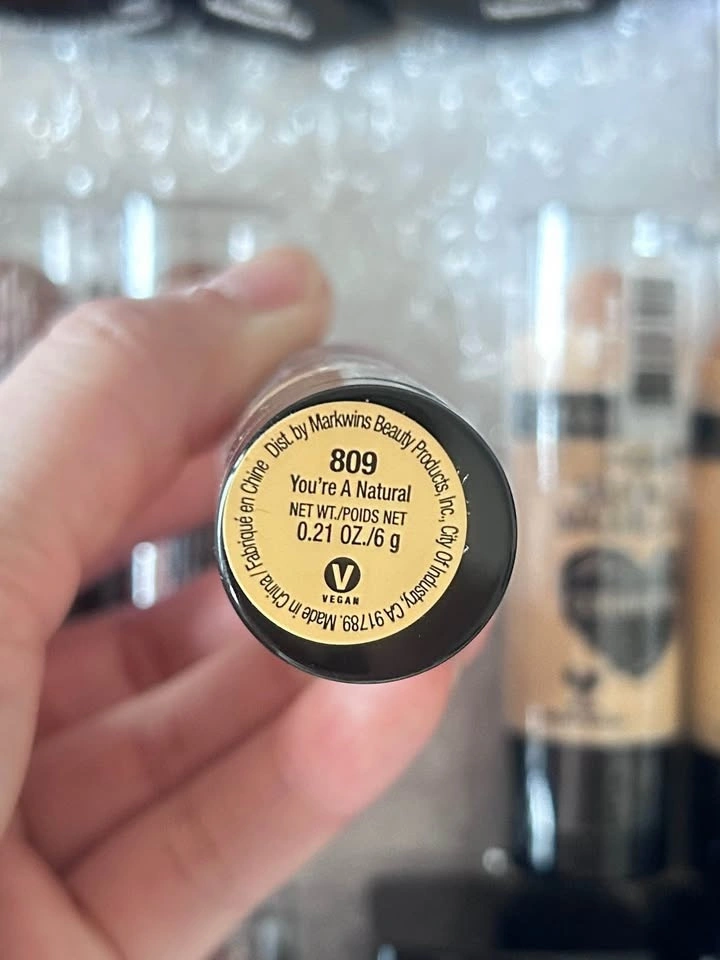 809
You're A Natural
NET WT./POIDS NET
0.21 OZ./6 g
V
VEGAN
Dist. by Markwins Beauty Products, Inc., City Of Industry, CA 91789. Made in China / Fabriqué en Chine